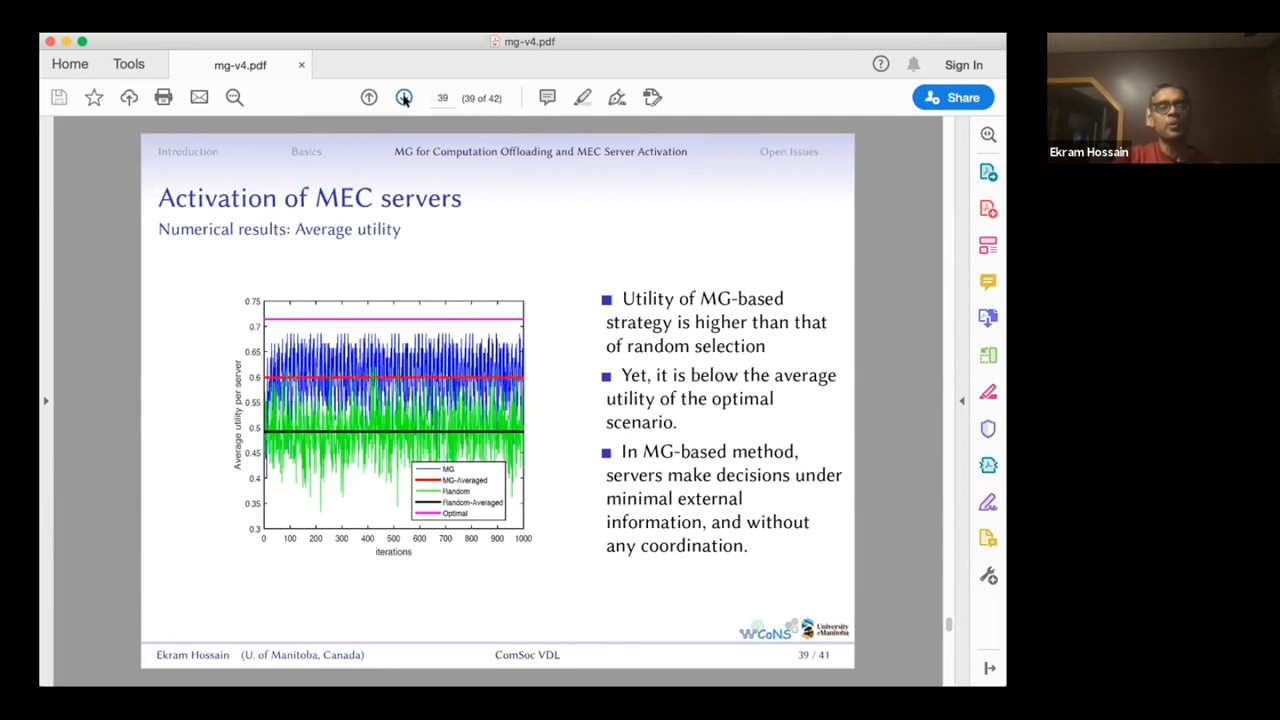 mg-v4.pdf
Home
Tools
mg-v4.pdf
×
Sign In
39
(39 of 42)
Share
Ekram Hossain
Introduction
Basics
MG for Computation Offloading and MEC Server Activation
Open Issues
Activation of MEC servers
Numerical results: Average utility
Average utility per server
0.75
0.7
0.65
0.6
0.55
0.5
0.45
0.4
0.35
0.3
0 100 200 300 400 500 600 700 800 900 1000
iterations
MG
MG-Averaged
Random
Random-Averaged
Optimal
Utility of MG-based
strategy is higher than that
of random selection
Yet, it is below the average
utility of the optimal
scenario.
In MG-based method,
servers make decisions under
minimal external
information, and without
any coordination.
WCoNS
University
of Manitoba
Ekram Hossain (U. of Manitoba, Canada)
ComSoc VDL
39 / 41